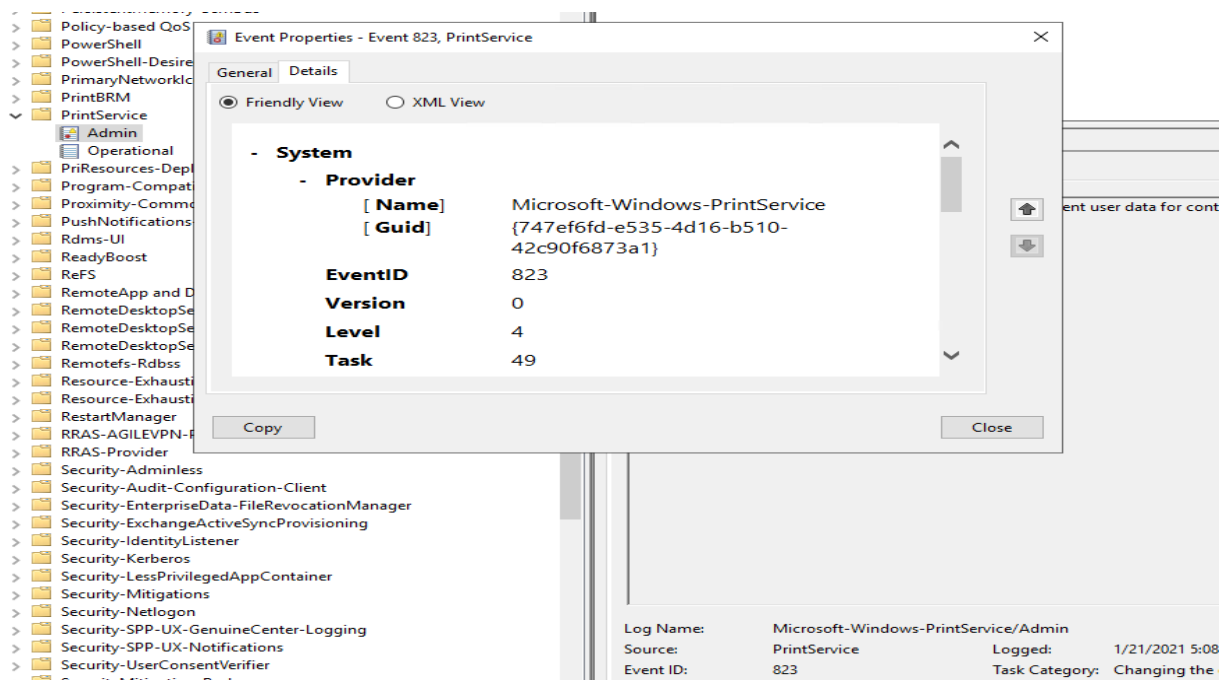 Policy-based QoS
PowerShell
PowerShell-Desire
PrimaryNetworkIc
PrintBRM
PrintService
Admin
Operational
PriResources-Depl
Program-Compati
Proximity-Commo
PushNotifications-
Rdms-UI
ReadyBoost
ReFS
RemoteApp and D
RemoteDesktopSe
RemoteDesktopSe
RemoteDesktopSe
Remotefs-Rdbss
Resource-Exhausti
Resource-Exhausti
RestartManager
RRAS-AGILEVPN-P
RRAS-Provider
Security-Adminless
Security-Audit-Configuration-Client
Security-EnterpriseData-FileRevocationManager
Security-ExchangeActiveSyncProvisioning
Security-IdentityListener
Security-Kerberos
Security-LessPrivilegedAppContainer
Security-Mitigations
Security-Netlogon
Security-SPP-UX-GenuineCenter-Logging
Security-SPP-UX-Notifications
Security-UserConsentVerifier
Event Properties - Event 823, PrintService
General Details
Friendly View XML View
- System
- Provider
[ Name] Microsoft-Windows-PrintService
[ Guid] {747ef6fd-e535-4d16-b510-
42c90f6873a1}
EventID 823
Version 0
Level 4
Task 49
Copy Close
ent user data for cont
Log Name: Microsoft-Windows-PrintService/Admin
Source: PrintService Logged: 1/21/2021 5:08
Event ID: 823 Task Category: Changing the